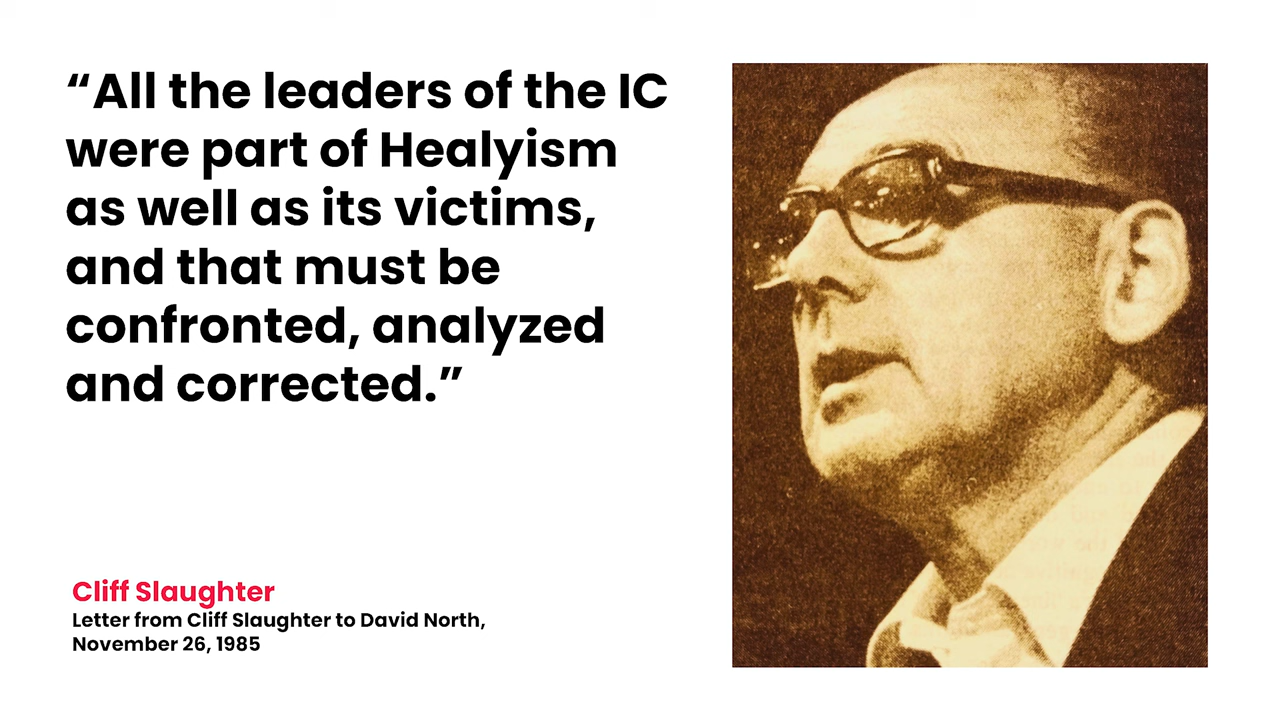 “All the leaders of the IC
were part of Healyism
as well as its victims,
and that must be
confronted, analyzed
and corrected.”
Cliff Slaughter
Letter from Cliff Slaughter to David North,
November 26, 1985